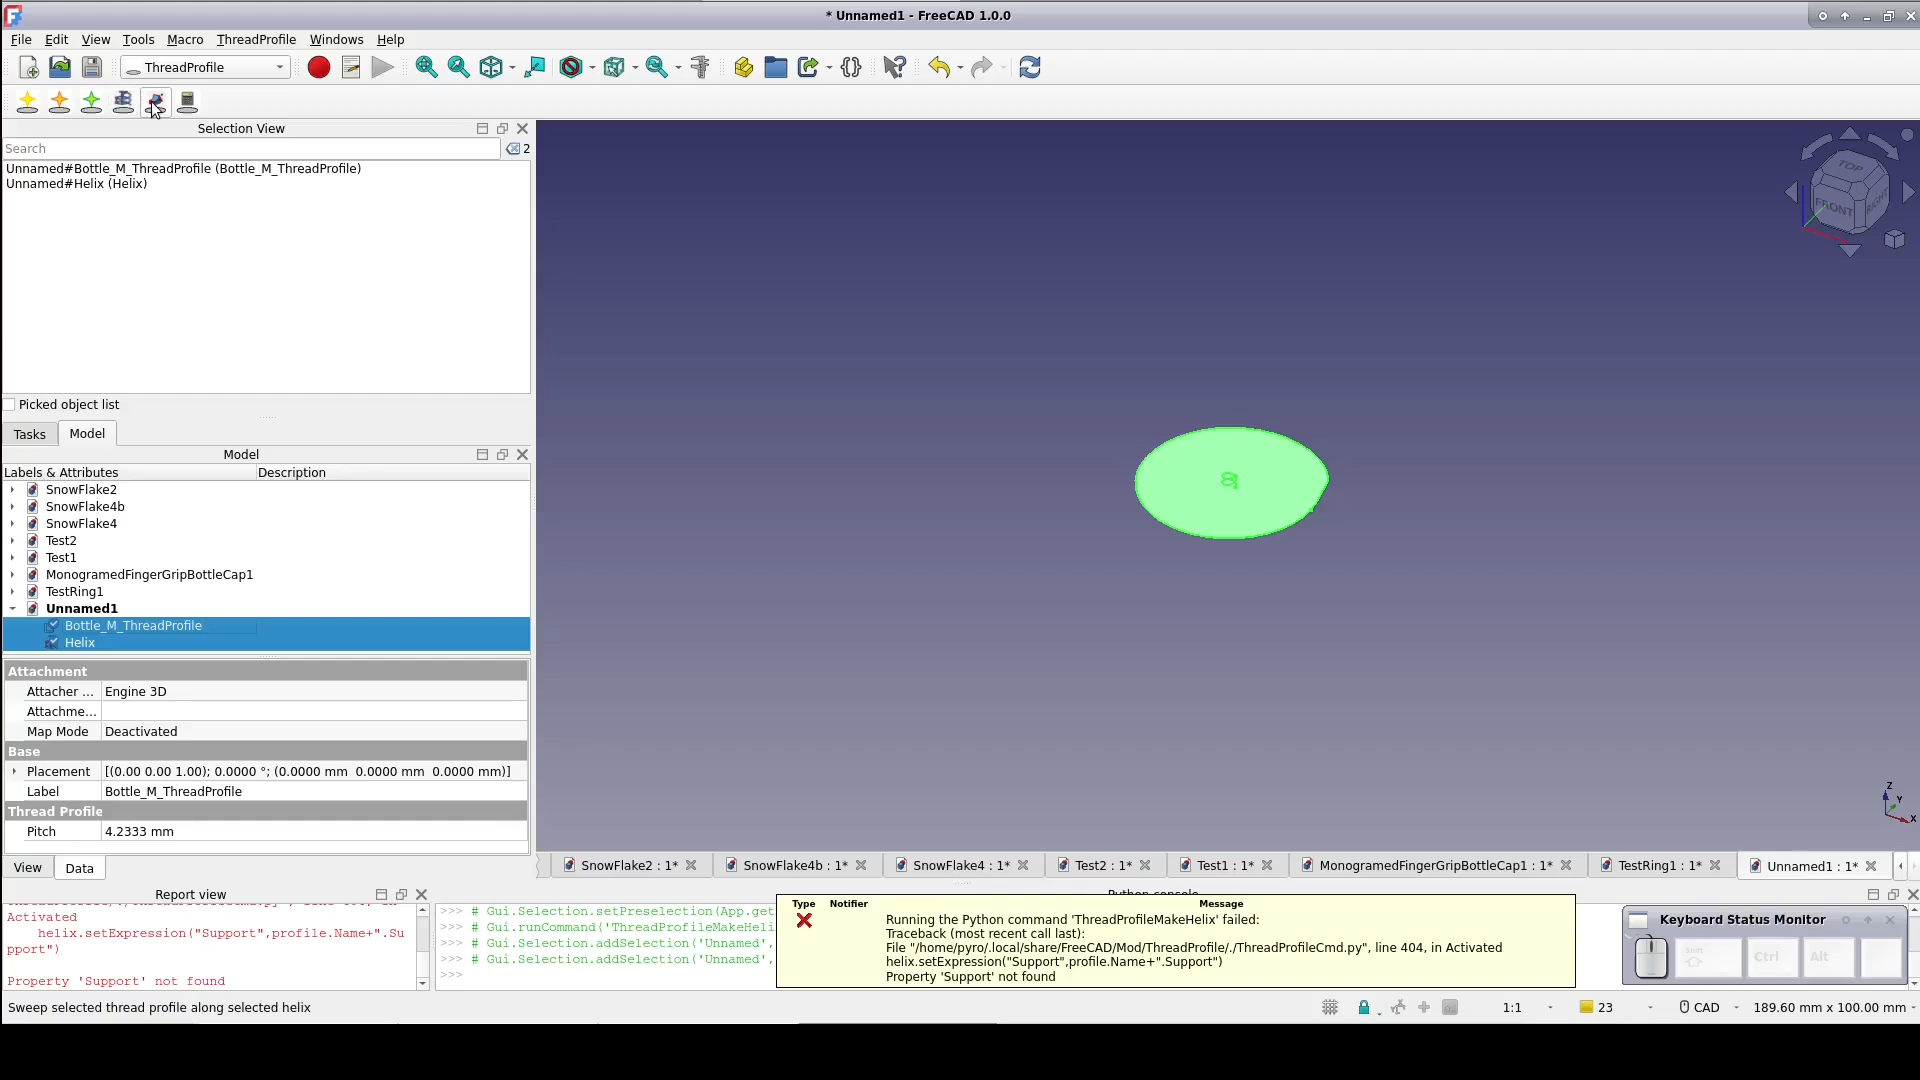 * Unnamed1 - FreeCAD 1.0.0
File Edit View Tools Macro ThreadProfile Windows Help
ThreadProfile
Selection View
Search
2
Unnamed#Bottle_M_ThreadProfile (Bottle_M_ThreadProfile)
Unnamed#Helix (Helix)
TOP
FRONT
RIGHT
Picked object list
Tasks Model
Model
Labels & Attributes Description
SnowFlake2
SnowFlake4b
SnowFlake4
Test2
Test1
MonogramedFingerGripBottleCap1
TestRing1
Unnamed1
Bottle_M_ThreadProfile
Helix
Attachment
Attacher ... Engine 3D
Attachme...
Map Mode Deactivated
Base
Placement [(0.00 0.00 1.00); 0.0000 °; (0.0000 mm 0.0000 mm 0.0000 mm)]
Label Bottle_M_ThreadProfile
Thread Profile
Pitch 4.2333 mm
Z
Y
X
View Data
SnowFlake2 : 1* SnowFlake4b : 1* SnowFlake4 : 1* Test2 : 1* Test1 : 1* MonogramedFingerGripBottleCap1 : 1* TestRing1 : 1* Unnamed1 : 1*
Report view
Activated
helix.setExpression("Support",profile.Name+".Su
pport")
Property 'Support' not found
Python console
>>> # Gui.Selection.setPreselection(App.get
>>> # Gui.runCommand('ThreadProfileMakeHeli
>>> # Gui.Selection.addSelection('Unnamed',
>>> # Gui.Selection.addSelection('Unnamed',
>>>
Type Notifier Message
Running the Python command 'ThreadProfileMakeHelix' failed:
Traceback (most recent call last):
File "/home/pyro/.local/share/FreeCAD/Mod/ThreadProfile/./ThreadProfileCmd.py", line 404, in Activated
helix.setExpression("Support",profile.Name+".Support")
Property 'Support' not found
Keyboard Status Monitor
Shift
Ctrl
Alt
Sweep selected thread profile along selected helix
1:1
23
CAD
189.60 mm x 100.00 mm